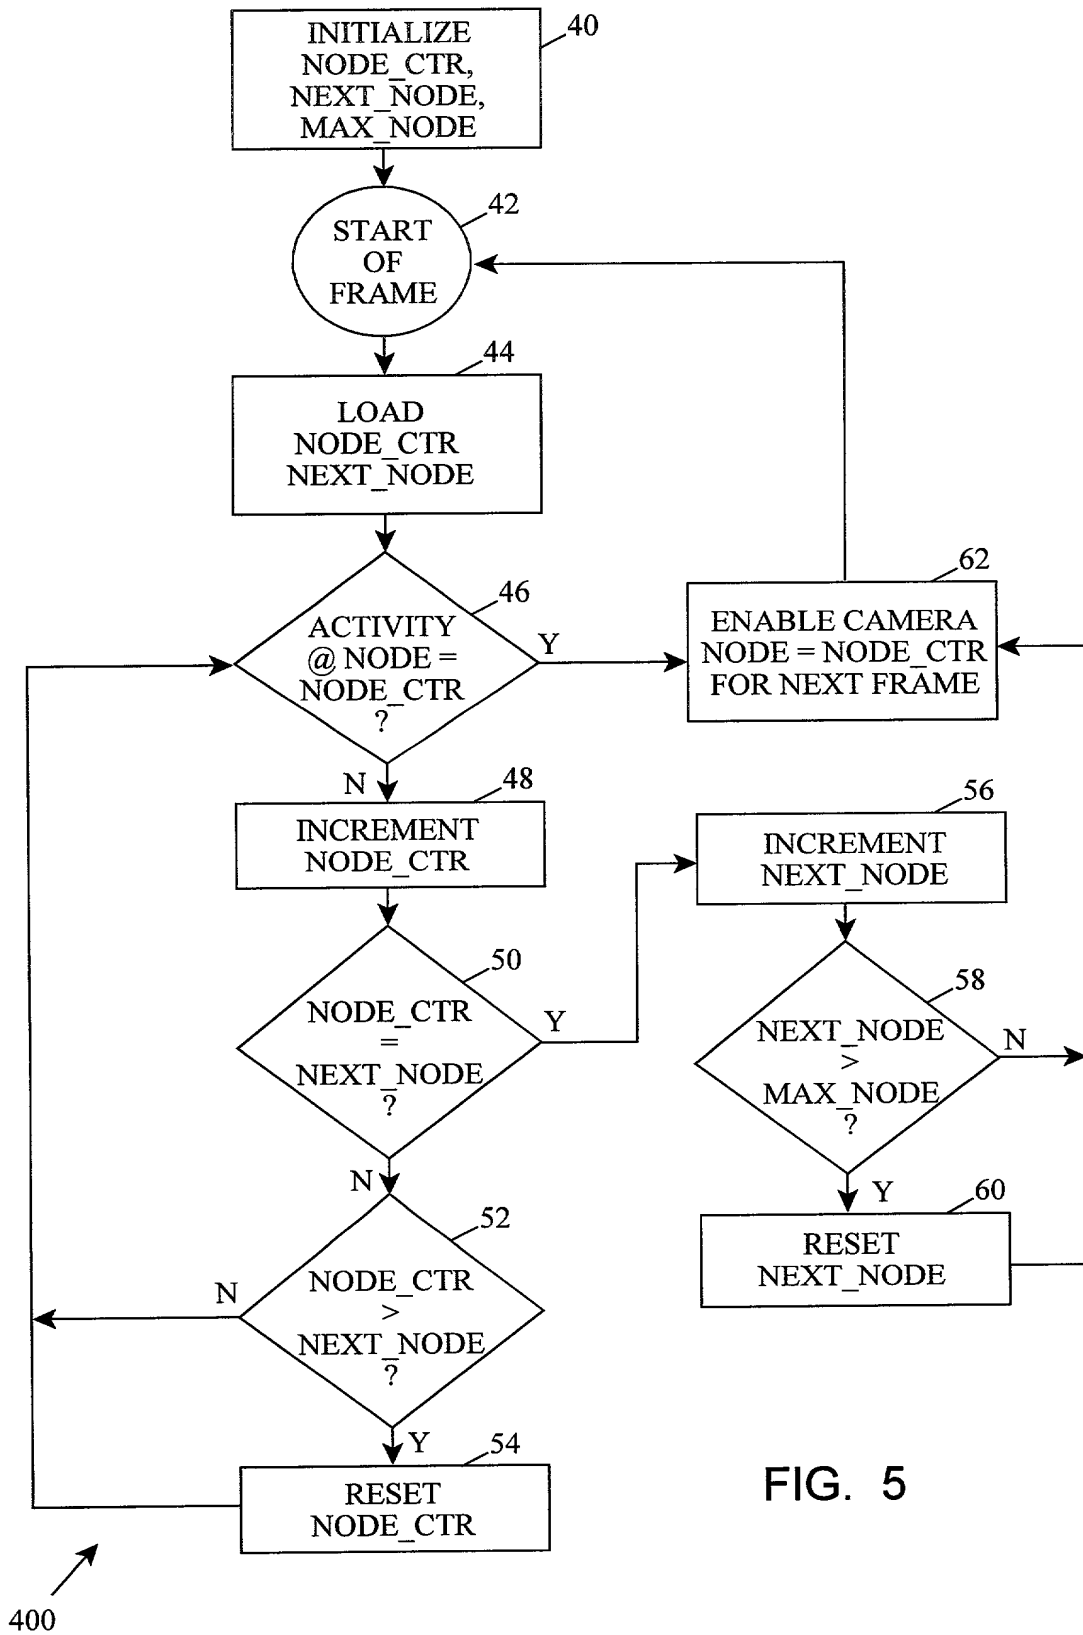 INITIALIZE
NODE_CTR,
NEXT_NODE,
MAX_NODE
40
START
OF
FRAME
42
LOAD
NODE_CTR
NEXT_NODE
44
ACTIVITY
@ NODE =
NODE_CTR
?
46
Y
N
ENABLE CAMERA
NODE = NODE_CTR
FOR NEXT FRAME
62
INCREMENT
NODE_CTR
48
NODE_CTR
=
NEXT_NODE
?
50
Y
N
INCREMENT
NEXT_NODE
56
NEXT_NODE
>
MAX_NODE
?
58
N
Y
RESET
NEXT_NODE
60
NODE_CTR
>
NEXT_NODE
?
52
N
Y
RESET
NODE_CTR
54
FIG. 5
400